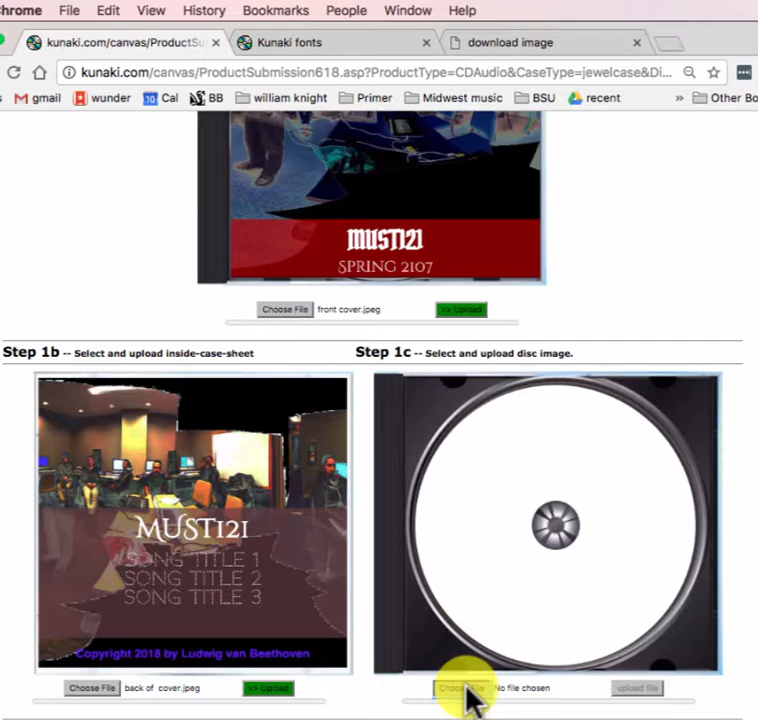 Chrome File Edit View History Bookmarks People Window Help
kunaki.com/canvas/ProductSu × Kunaki fonts × download image ×
kunaki.com/canvas/ProductSubmission618.asp?ProductType=CDAudio&CaseType=jewelcase&Di...
gmail wunder 10 Cal BB william knight Primer Midwest music BSU recent » Other Bo
MUST121
SPRING 2107
Choose File front cover.jpeg >> Upload
Step 1b -- Select and upload inside-case-sheet
Step 1c -- Select and upload disc image.
MUST121
SONG TITLE 1
SONG TITLE 2
SONG TITLE 3
Copyright 2018 by Ludwig van Beethoven
Choose File back of cover.jpeg >> Upload
Choose File No file chosen upload file